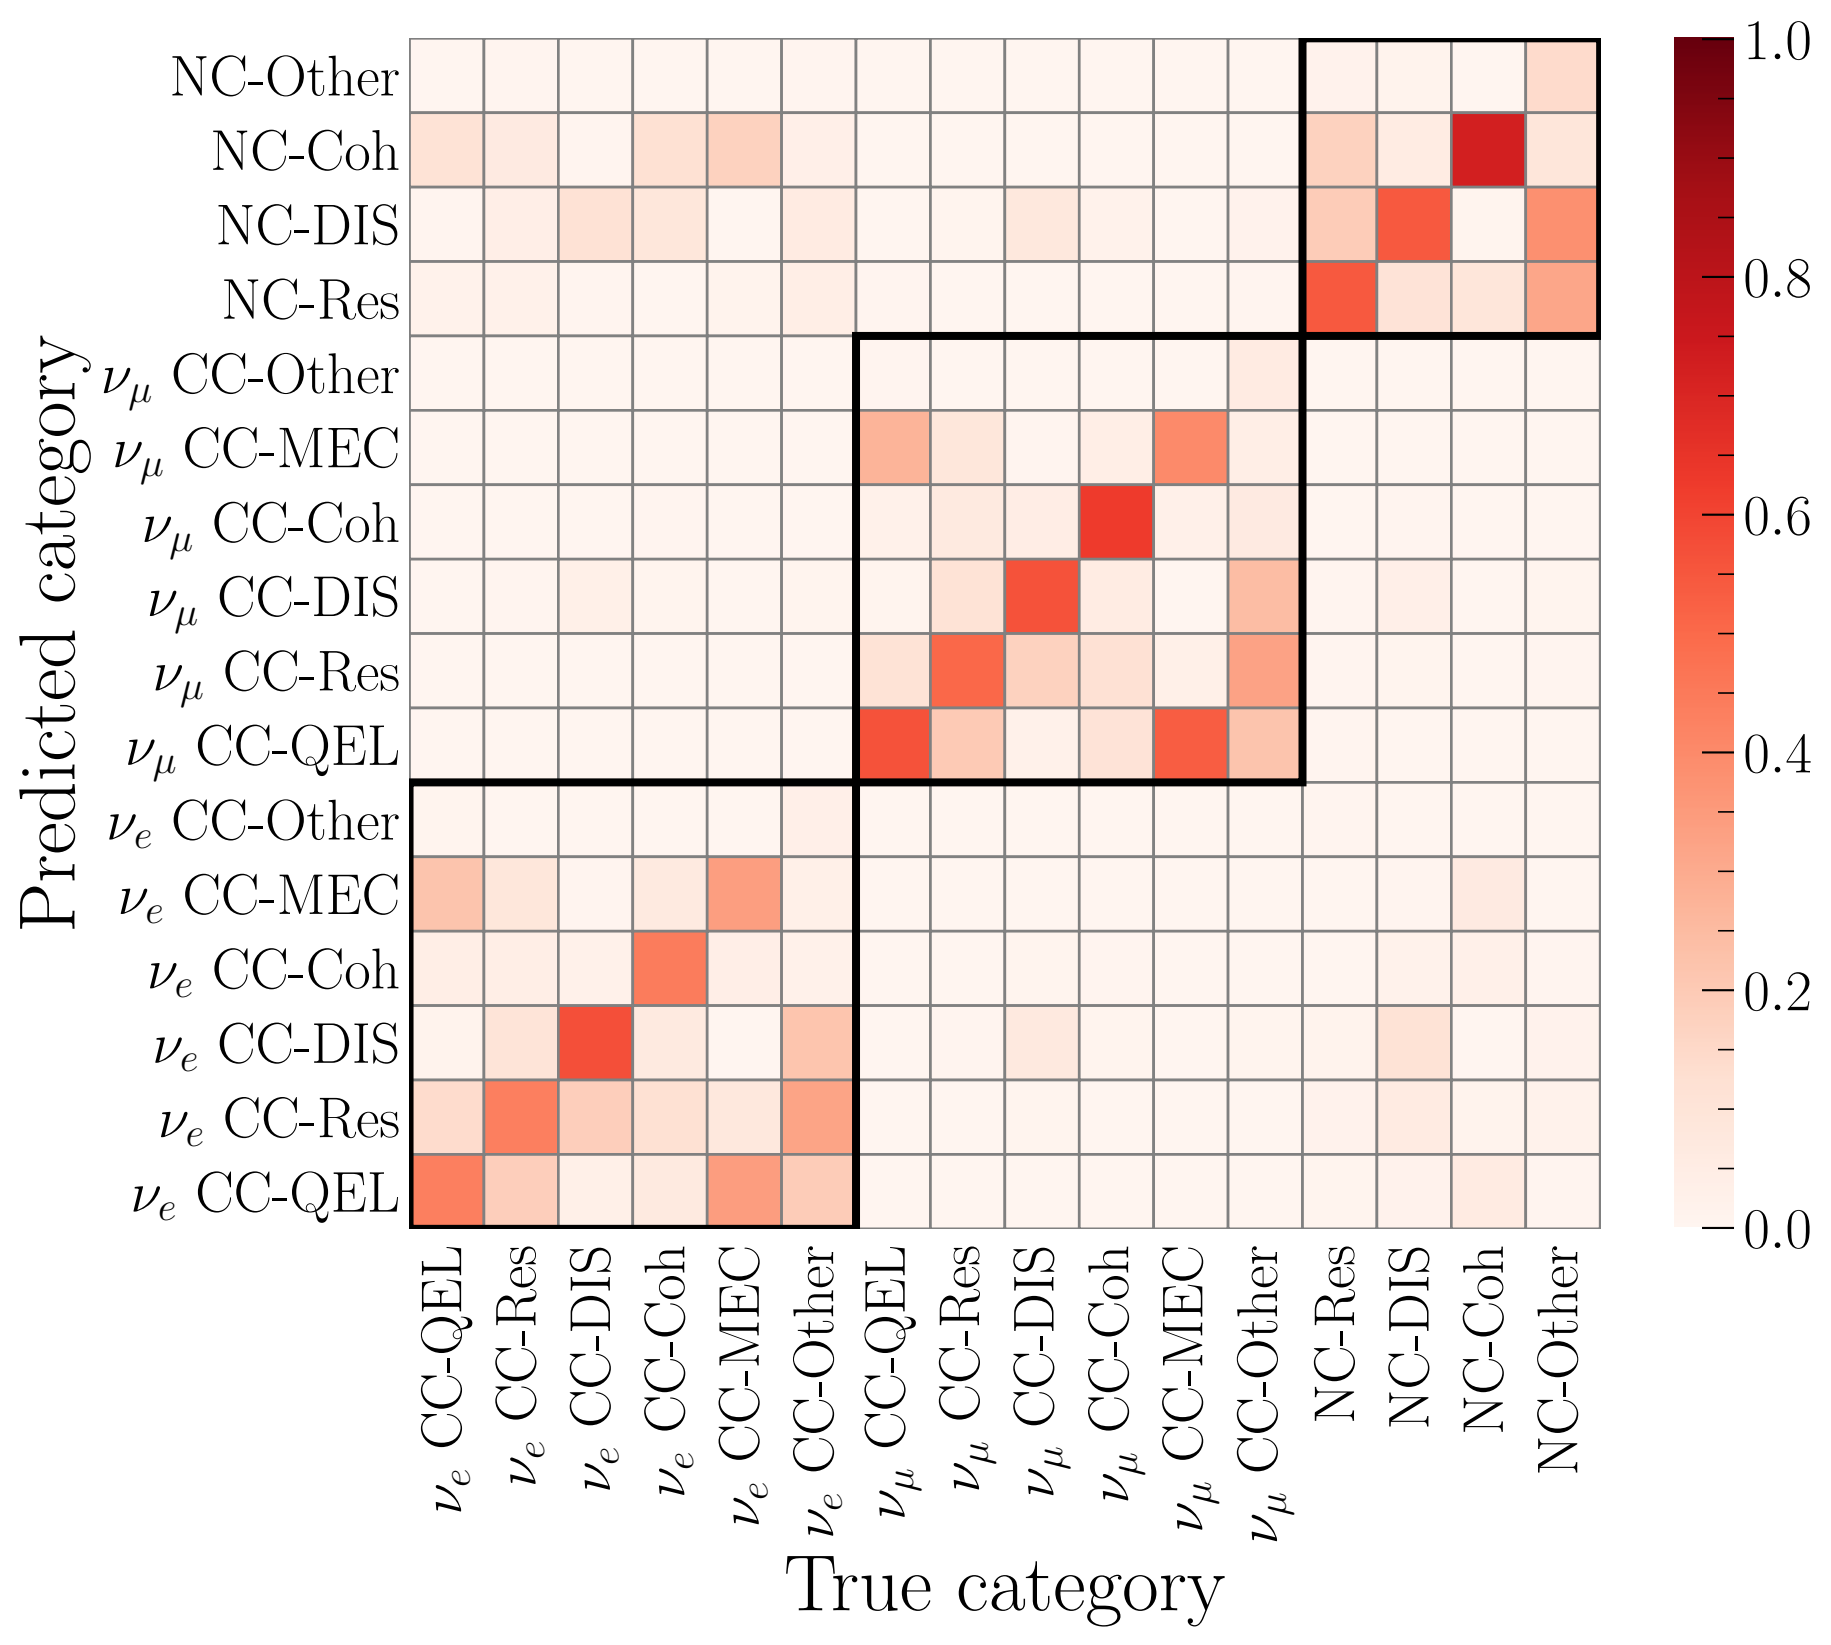 Predicted category
NC-Other
NC-Coh
NC-DIS
NC-Res
νμ CC-Other
νμ CC-MEC
νμ CC-Coh
νμ CC-DIS
νμ CC-Res
νμ CC-QEL
νe CC-Other
νe CC-MEC
νe CC-Coh
νe CC-DIS
νe CC-Res
νe CC-QEL
νe CC-QEL
νe CC-Res
νe CC-DIS
νe CC-Coh
νe CC-MEC
νe CC-Other
νμ CC-QEL
νμ CC-Res
νμ CC-DIS
νμ CC-Coh
νμ CC-MEC
νμ CC-Other
NC-Res
NC-DIS
NC-Coh
NC-Other
True category
1.0
0.8
0.6
0.4
0.2
0.0